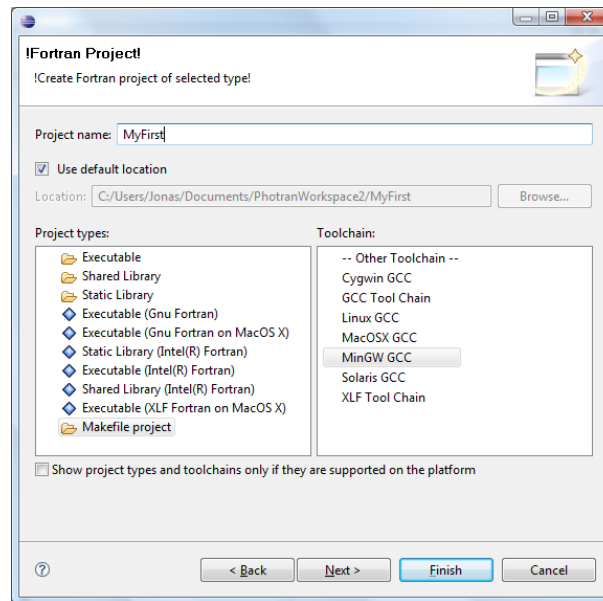 !Fortran Project!
!Create Fortran project of selected type!
Project name: MyFirst
Use default location
Location: C:/Users/Jonas/Documents/PhotranWorkspace2/MyFirst Browse...
Project types:
Executable
Shared Library
Static Library
Executable (Gnu Fortran)
Executable (Gnu Fortran on MacOS X)
Static Library (Intel(R) Fortran)
Executable (Intel(R) Fortran)
Shared Library (Intel(R) Fortran)
Executable (XLF Fortran on MacOS X)
Makefile project
Toolchain:
-- Other Toolchain --
Cygwin GCC
GCC Tool Chain
Linux GCC
MacOSX GCC
MinGW GCC
Solaris GCC
XLF Tool Chain
Show project types and toolchains only if they are supported on the platform
? < Back Next > Finish Cancel